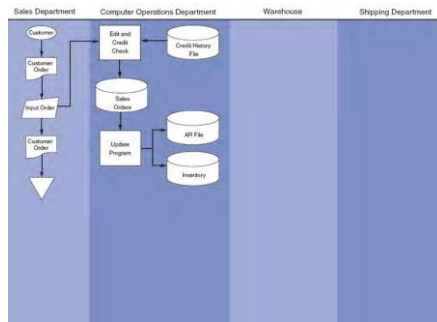 Sales Department
Computer Operations Department
Warehouse
Shipping Department
Customer
Customer
Order
Input Order
Customer
Order
Edit and
Credit
Check
Credit History
File
Sales
Orders
Update
Program
AR File
Inventory